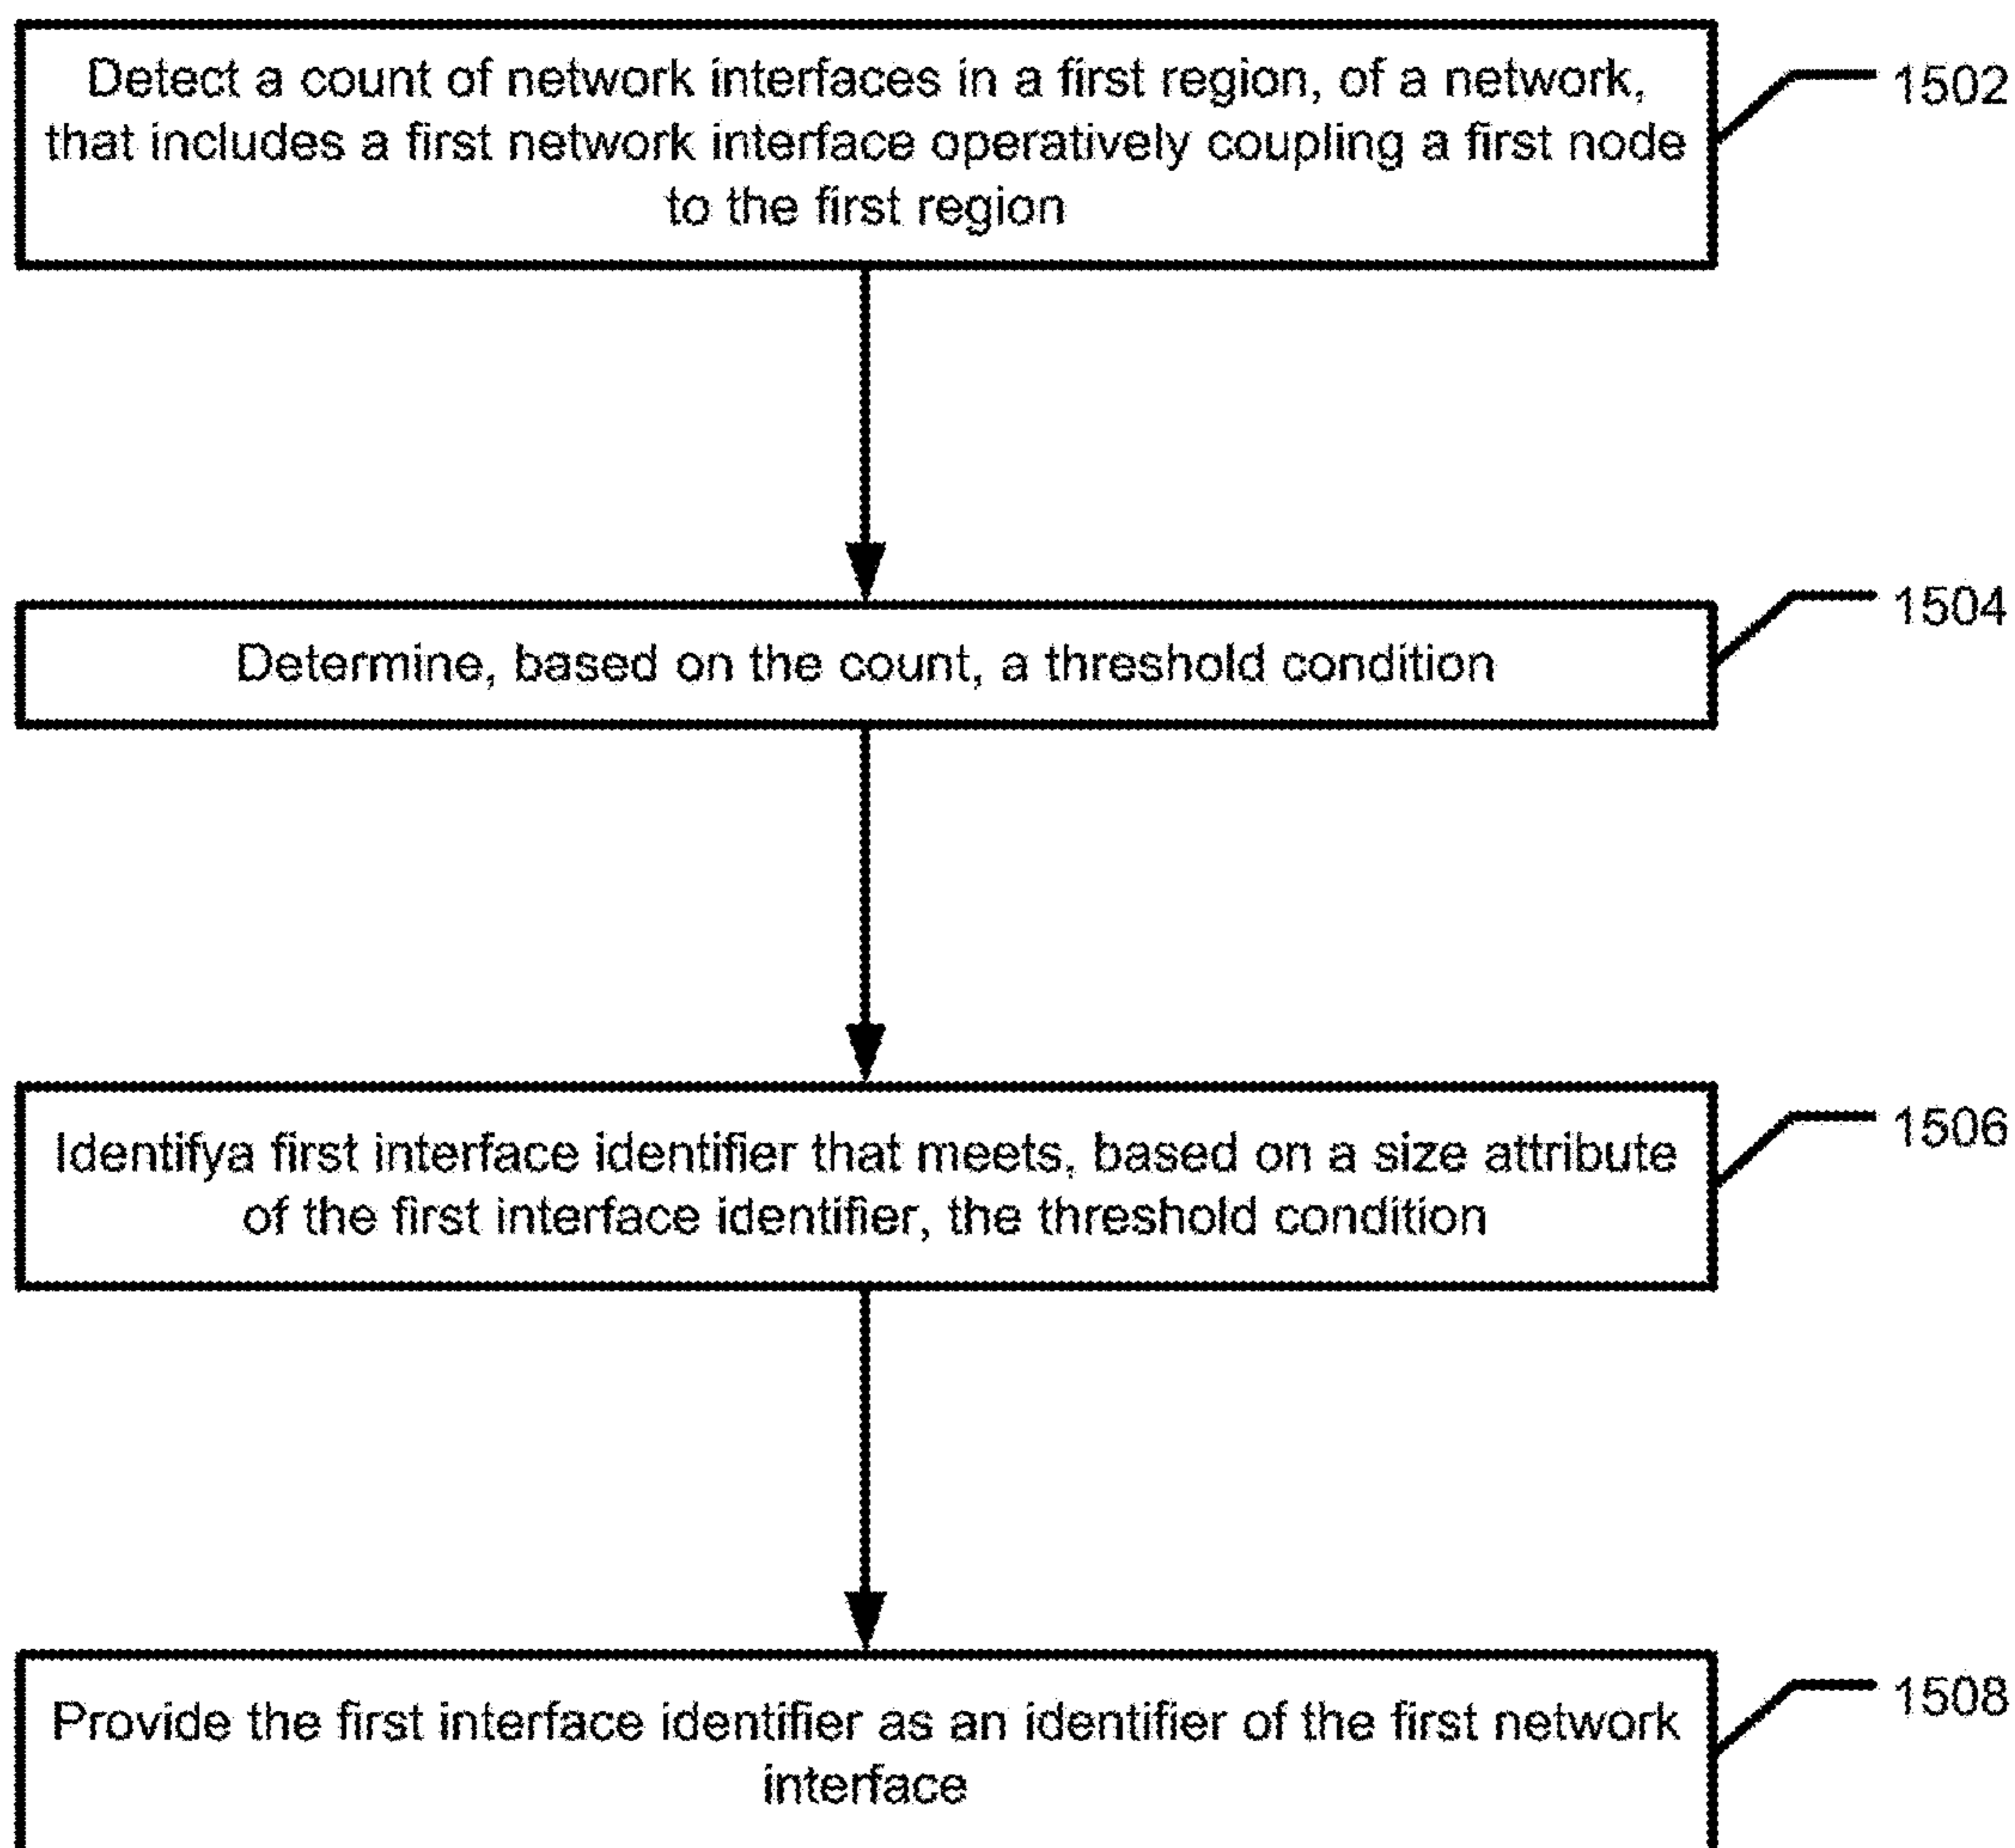 Detect a count of network interfaces in a first region, of a network,
that includes a first network interface operatively coupling a first node
to the first region
1502
Determine, based on the count, a threshold condition
1504
Identifya first interface identifier that meets, based on a size attribute
of the first interface identifier, the threshold condition
1506
Provide the first interface identifier as an identifier of the first network
interface
1508